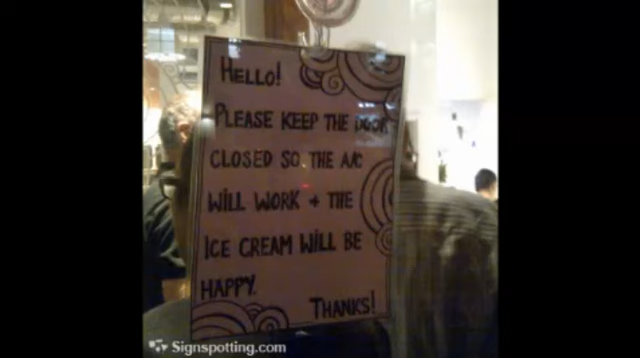 HELLO!
PLEASE KEEP THE DOOR
CLOSED SO THE A/C
WILL WORK + THE
ICE CREAM WILL BE
HAPPY.
THANKS!
Signspotting.com